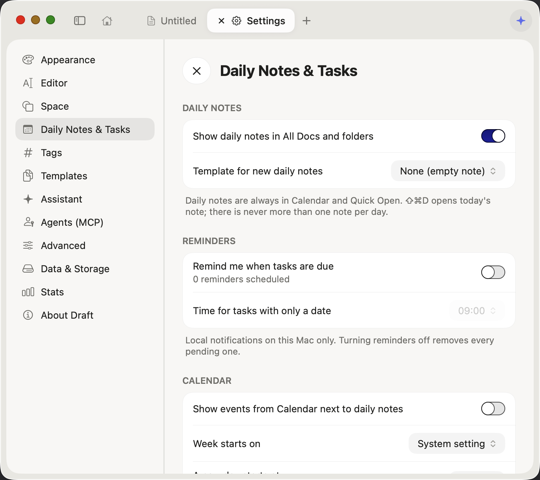 Untitled
Settings
Appearance
Editor
Space
Daily Notes & Tasks
Tags
Templates
Assistant
Agents (MCP)
Advanced
Data & Storage
Stats
About Draft
Daily Notes & Tasks
DAILY NOTES
Show daily notes in All Docs and folders
Template for new daily notes
None (empty note)
Daily notes are always in Calendar and Quick Open. ⇧⌘D opens today's
note; there is never more than one note per day.
REMINDERS
Remind me when tasks are due
0 reminders scheduled
Time for tasks with only a date
09:00
Local notifications on this Mac only. Turning reminders off removes every
pending one.
CALENDAR
Show events from Calendar next to daily notes
Week starts on
System setting